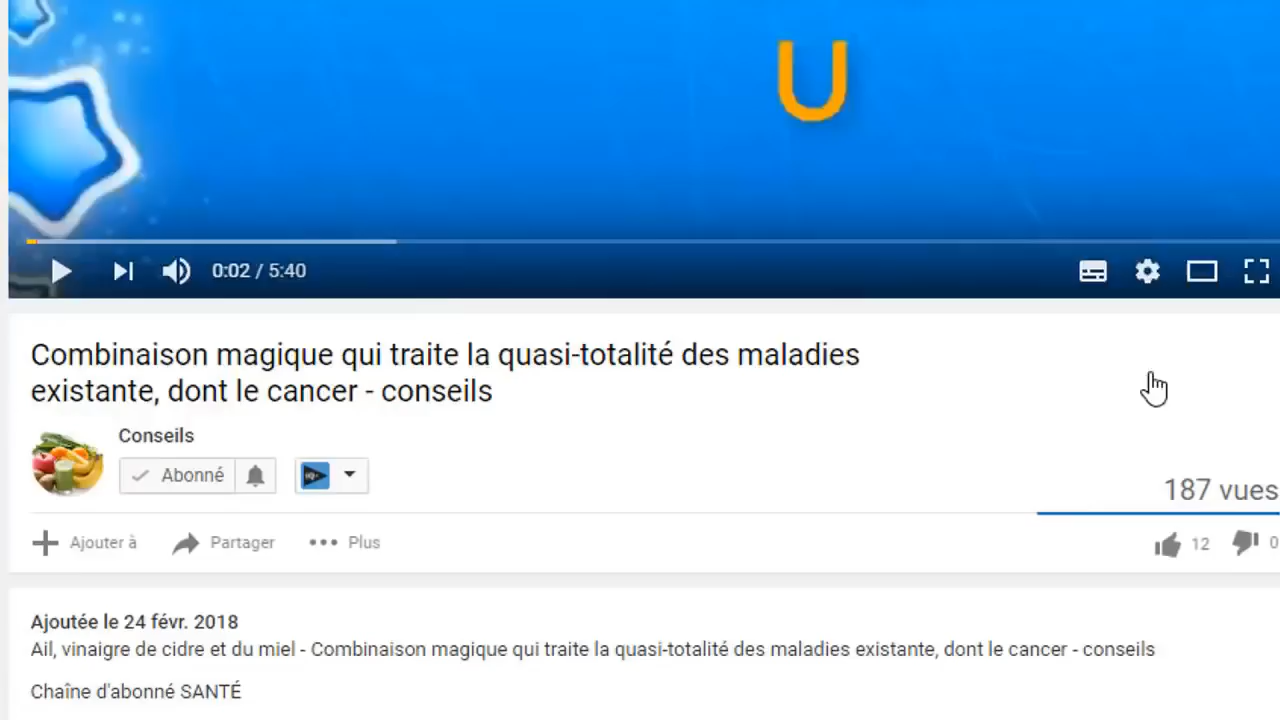 U
0:02 / 5:40
Combinaison magique qui traite la quasi-totalité des maladies
existante, dont le cancer - conseils
Conseils
Abonné
187 vues
Ajouter à
Partager
Plus
12
0
Ajoutée le 24 févr. 2018
Ail, vinaigre de cidre et du miel - Combinaison magique qui traite la quasi-totalité des maladies existante, dont le cancer - conseils
Chaîne d'abonné SANTÉ